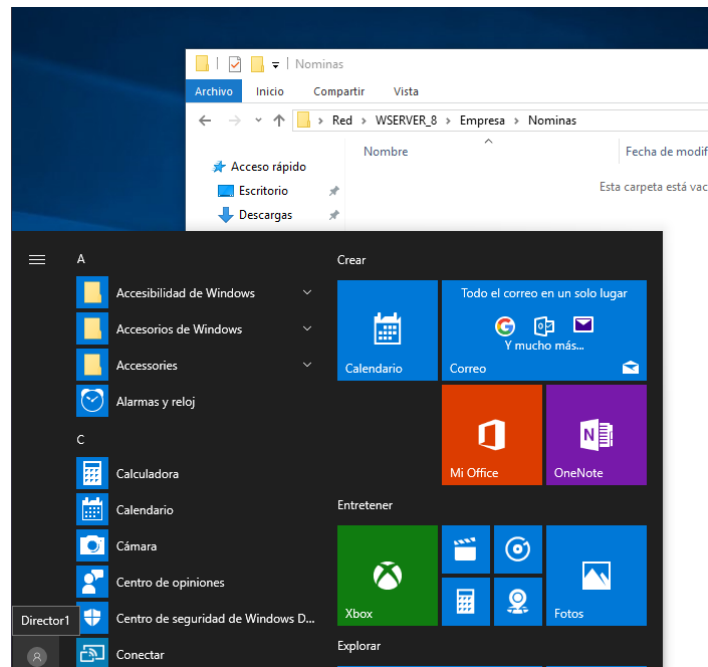 Nominas
Archivo Inicio Compartir Vista
Red > WSERVER_8 > Empresa > Nominas
Nombre Fecha de modif
Acceso rápido
Esta carpeta está vac
Escritorio
Descargas
A
Crear
Accesibilidad de Windows
Accesorios de Windows
Accessories
Alarmas y reloj
C
Calculadora
Calendario
Cámara
Centro de opiniones
Centro de seguridad de Windows D...
Conectar
Director1
Todo el correo en un solo lugar
Y mucho más...
Calendario
Correo
Mi Office
N
OneNote
Entretener
Xbox
Fotos
Explorar